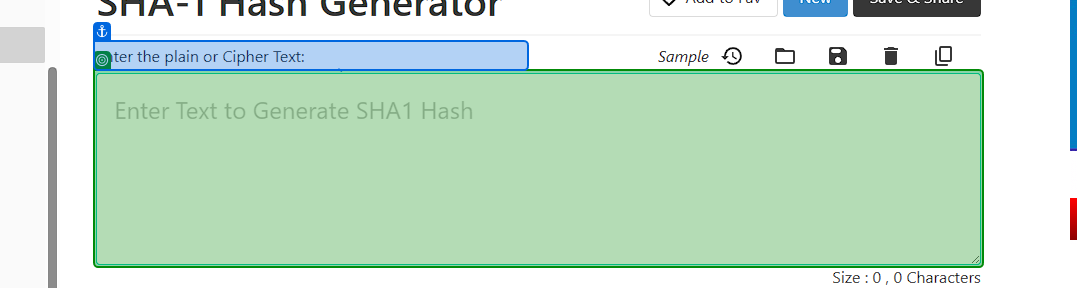 SHA-1 Hash Generator
Add to Fav
New
Save & Share
ter the plain or Cipher Text:
Sample
Enter Text to Generate SHA1 Hash
Size : 0 , 0 Characters